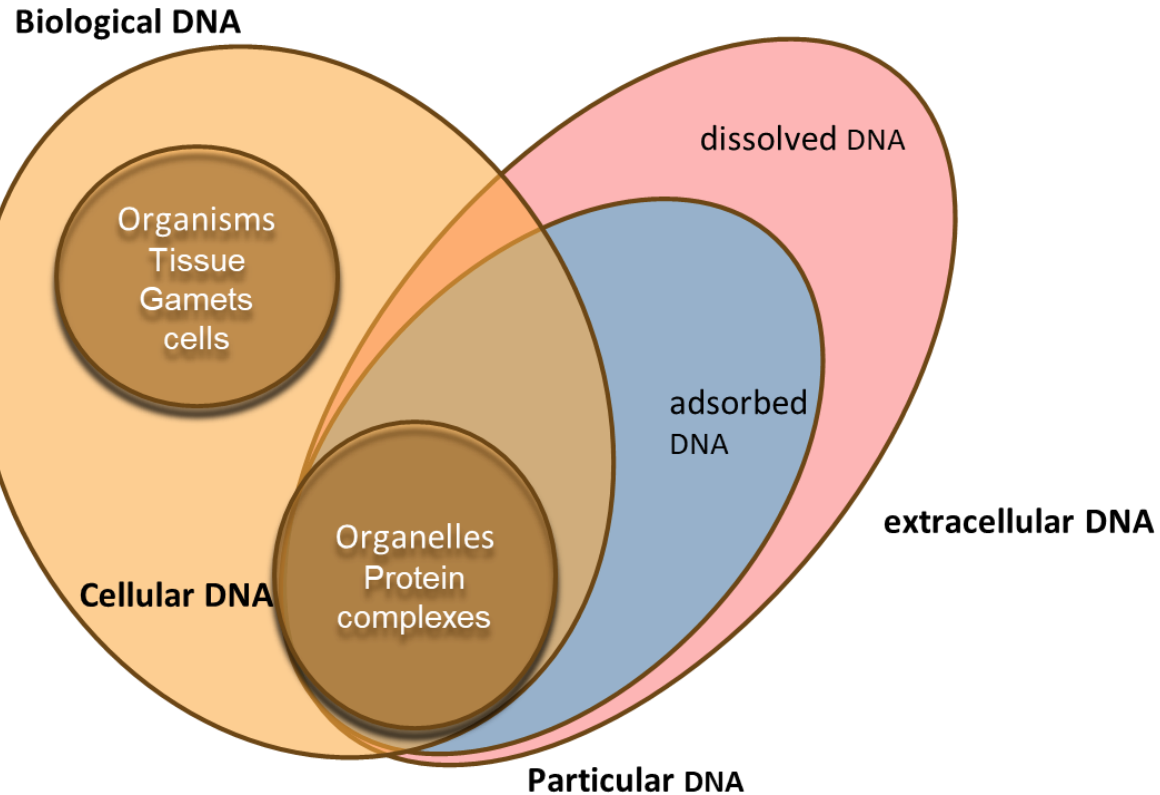 Biological DNA
dissolved DNA
Organisms
Tissue
Gamets
cells
adsorbed
DNA
extracellular DNA
Organelles
Protein
complexes
Cellular DNA
Particular DNA